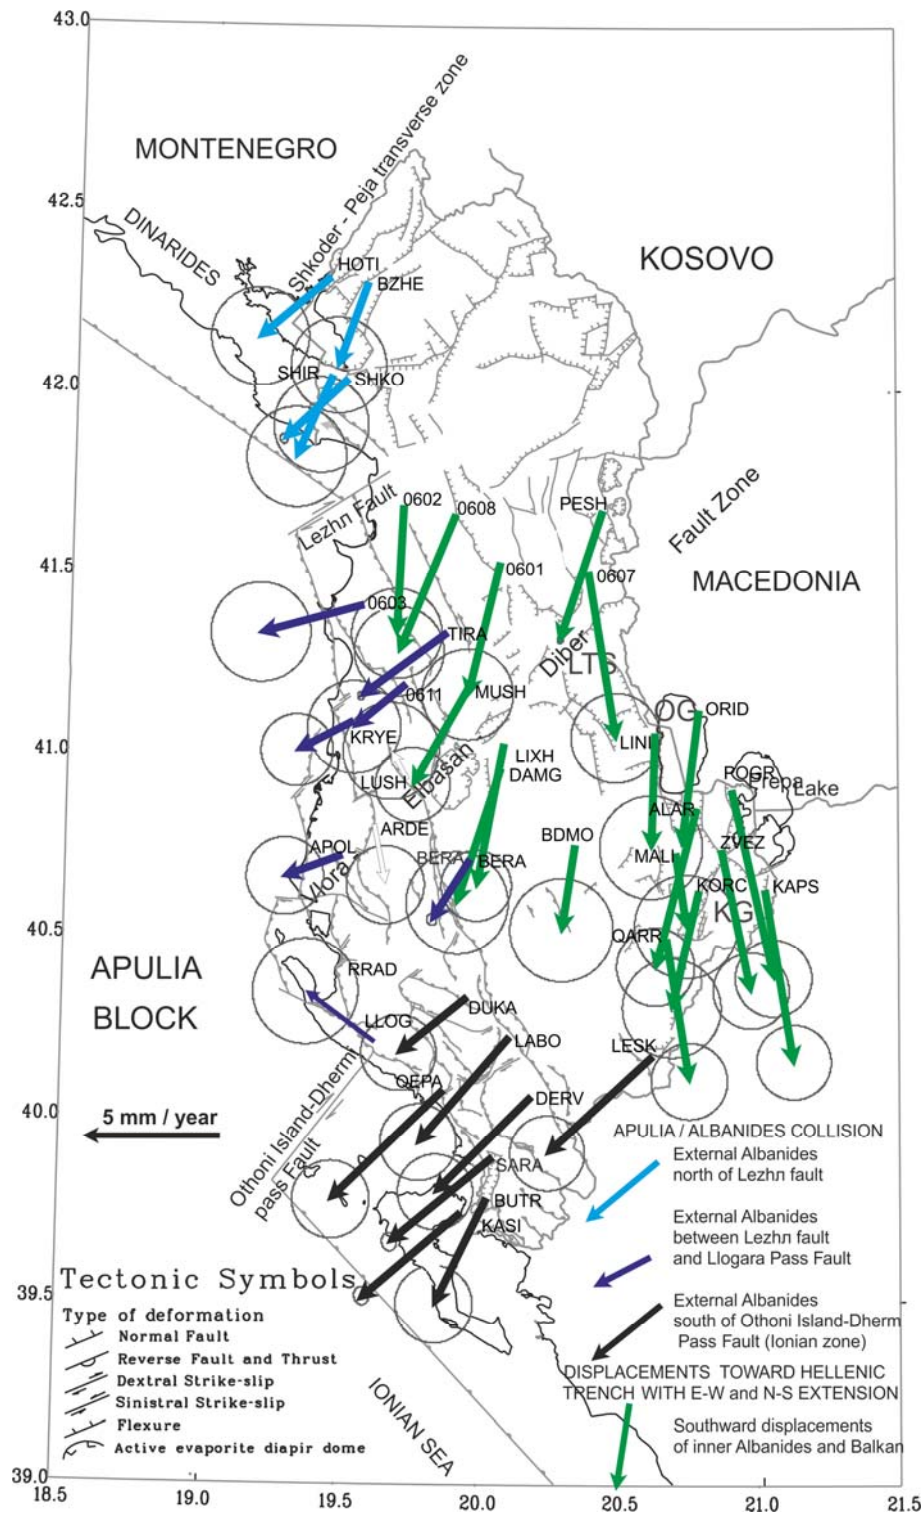 43.0
MONTENEGRO
42.5
DINARIDES
Shkoder - Peja transverse zone
KOSOVO
HOTI
BZHE
42.0
SHIR
SHKO
Lezhn Fault
0602
0608
PESH
Fault Zone
41.5
0601
0607
MACEDONIA
0603
TIRA
Diber
LTS
MUSH
0611
OG
ORID
41.0
KRYE
LINI
LIXH
DAMG
POGR
Prepa
Lake
LUSH
Elbasan
ALAR
ARDE
BDMO
ZVEZ
APOL
BERA
BERA
MALI
Vlora
KORC
KAPS
KG
40.5
QARR
APULIA
BLOCK
RRAD
DUKA
LLOG
LABO
LESK
QEPA
40.0
DERV
5 mm / year
Othoni Island-Dhermi
pass Fault
SARA
BUTR
KASI
APULIA / ALBANIDES COLLISION
External Albanides
north of Lezhn fault
External Albanides
between Lezhn fault
and Llogara Pass Fault
External Albanides
south of Othoni Island-Dherm
Pass Fault (Ionian zone)
DISPLACEMENTS TOWARD HELLENIC
TRENCH WITH E-W and N-S EXTENSION
Southward displacements
of inner Albanides and Balkan
39.5
Tectonic Symbols
Type of deformation
Normal Fault
Reverse Fault and Thrust
Dextral Strike-slip
Sinistral Strike-slip
Flexure
Active evaporite diapir dome
IONIAN SEA
39.0
18.5
19.0
19.5
20.0
20.5
21.0
21.5